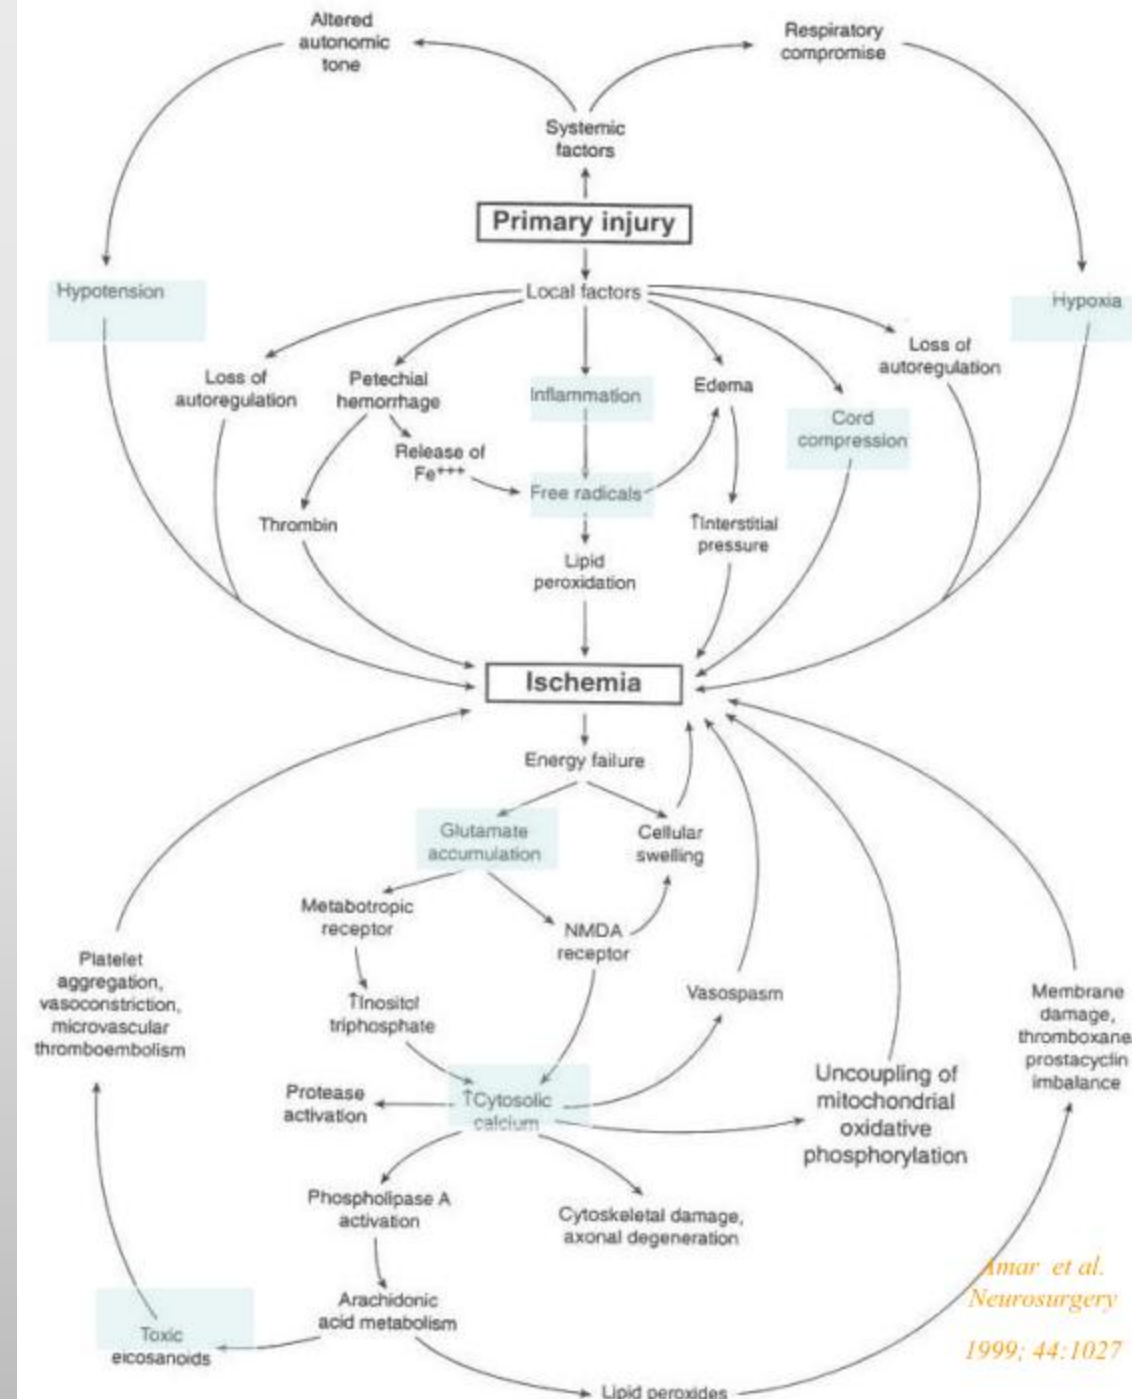 Altered
autonomic
tone
Respiratory
compromise
Systemic
factors
Primary injury
Hypotension
Local factors
Hypoxia
Loss of
autoregulation
Petechial
hemorrhage
Inflammation
Edema
Loss of
autoregulation
Cord
compression
Release of
Fe+++
Free radicals
Thrombin
↑Interstitial
pressure
Lipid
peroxidation
Ischemia
Energy failure
Glutamate
accumulation
Cellular
swelling
Metabotropic
receptor
NMDA
receptor
Platelet
aggregation,
vasoconstriction,
microvascular
thromboembolism
↑Inositol
triphosphate
Vasospasm
Membrane
damage,
thromboxane
prostacyclin
imbalance
Protease
activation
↑Cytosolic
calcium
Uncoupling of
mitochondrial
oxidative
phosphorylation
Phospholipase A
activation
Cytoskeletal damage,
axonal degeneration
Toxic
eicosanoids
Arachidonic
acid metabolism
Lipid peroxides
Amar et al.
Neurosurgery
1999; 44:1027